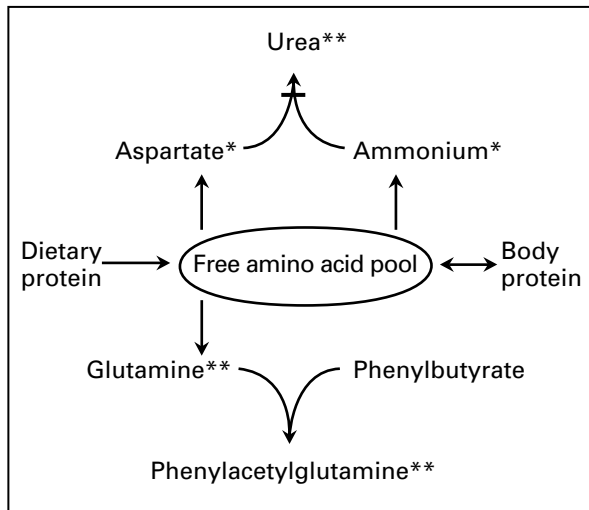 Urea**
Aspartate*
Ammonium*
Dietary
protein
Free amino acid pool
Body
protein
Glutamine**
Phenylbutyrate
Phenylacetylglutamine**